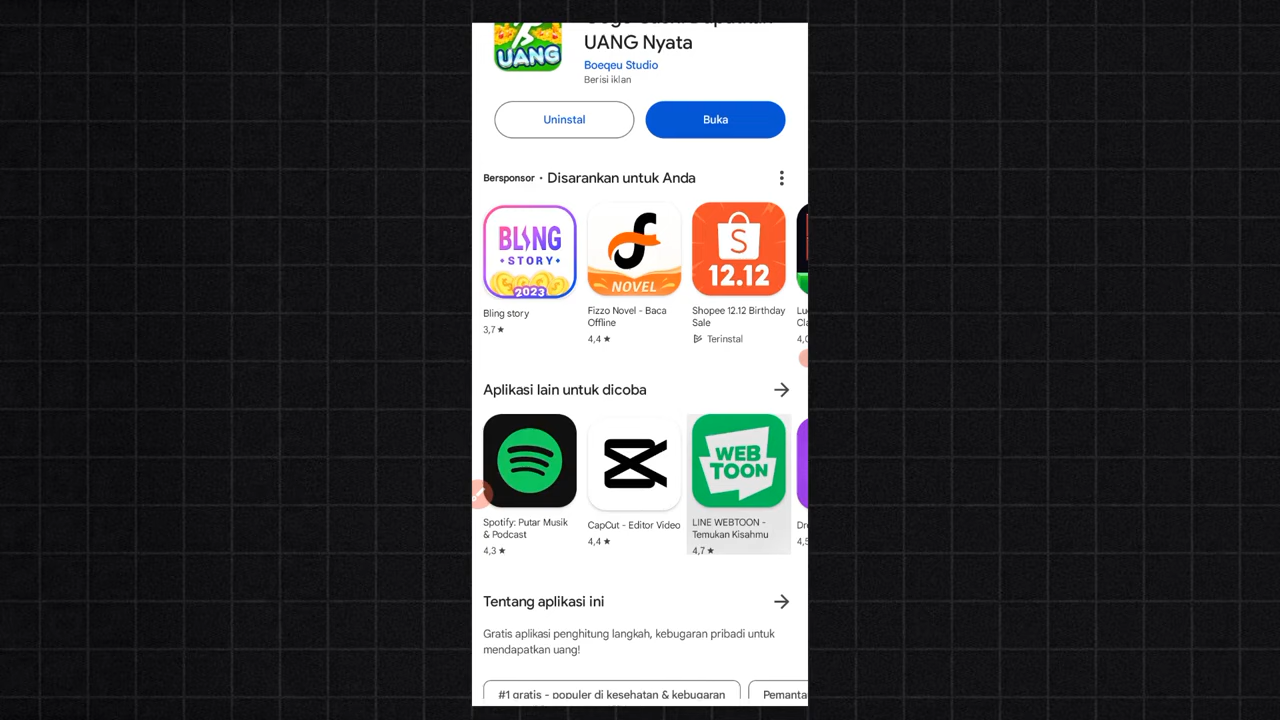 UANG
UANG Nyata
Boeqeu Studio
Berisi iklan
Uninstal
Buka
Bersponsor • Disarankan untuk Anda
BLING
STORY
2023
Bling story
3,7 ★
NOVEL
Fizzo Novel - Baca
Offline
4,4 ★
S
12.12
Shopee 12.12 Birthday
Sale
Terinstal
Aplikasi lain untuk dicoba
Spotify: Putar Musik
& Podcast
4,3 ★
CapCut - Editor Video
4,4 ★
WEB
TOON
LINE WEBTOON -
Temukan Kisahmu
4,7 ★
Tentang aplikasi ini
Gratis aplikasi penghitung langkah, kebugaran pribadi untuk
mendapatkan uang!
#1 gratis - populer di kesehatan & kebugaran